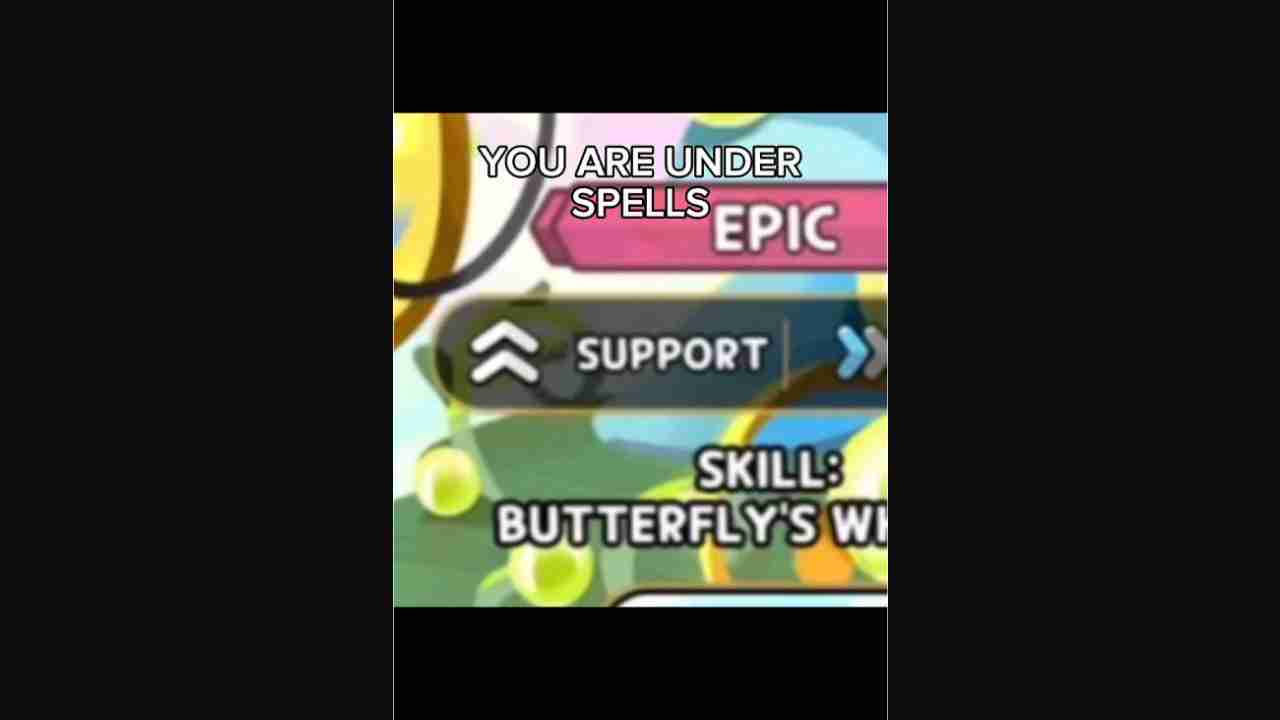 YOU ARE UNDER
SPELLS
EPIC
SUPPORT
SKILL:
BUTTERFLY'S